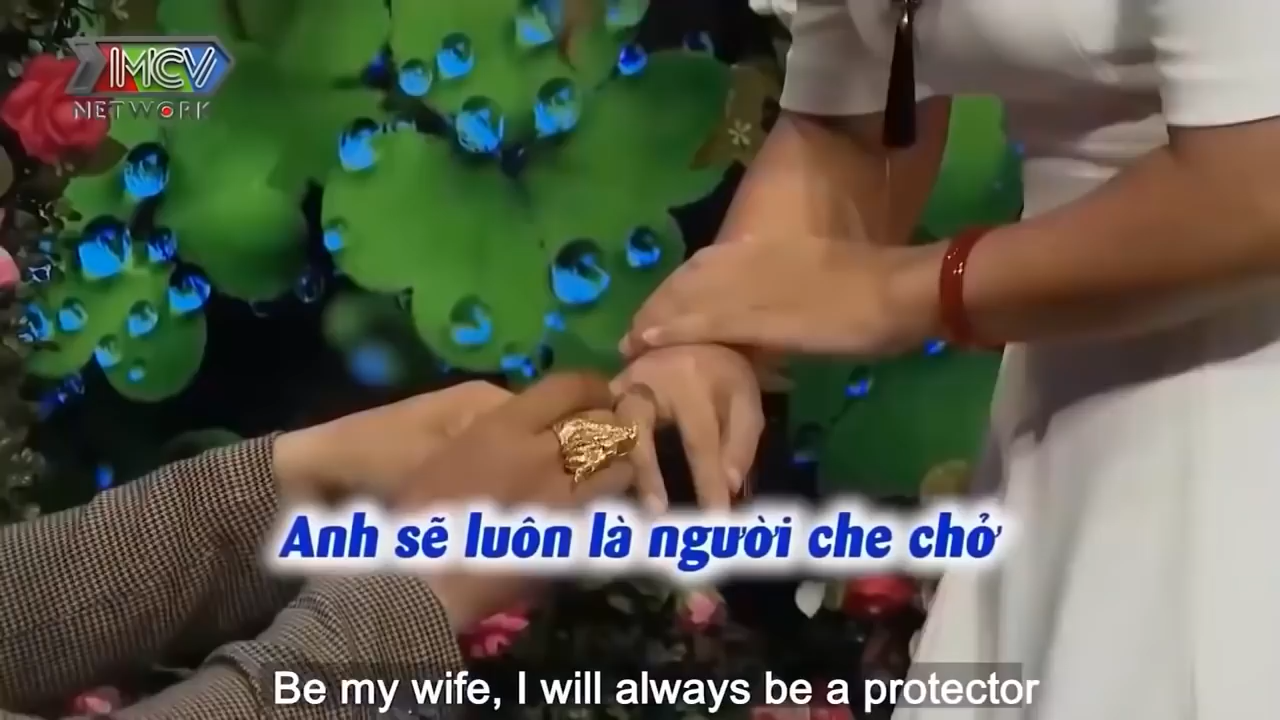 MCV
NETWORK
Anh sẽ luôn là người che chở
Be my wife, I will always be a protector